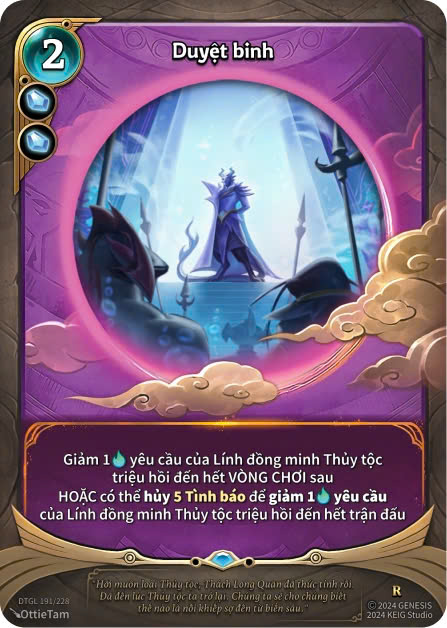 2
Duyệt binh
Giảm 1 yêu cầu của Lính đồng minh Thủy tộc
triệu hồi đến hết VÒNG CHƠI sau
HOẶC có thể hủy 5 Tình báo để giảm 1 yêu cầu
của Lính đồng minh Thủy tộc triệu hồi đến hết trận đấu
"Hỡi muôn loài Thủy tộc, Thách Long Quân đã thức tỉnh rồi.
Đã đến lúc Thủy tộc ta trở lại. Chúng ta sẽ cho chúng biết
thế nào là nỗi khiếp sợ đến từ biển sâu."
DTGL 191/228
OttieTam
R
© 2024 GENESIS
2024 KEIG Studio